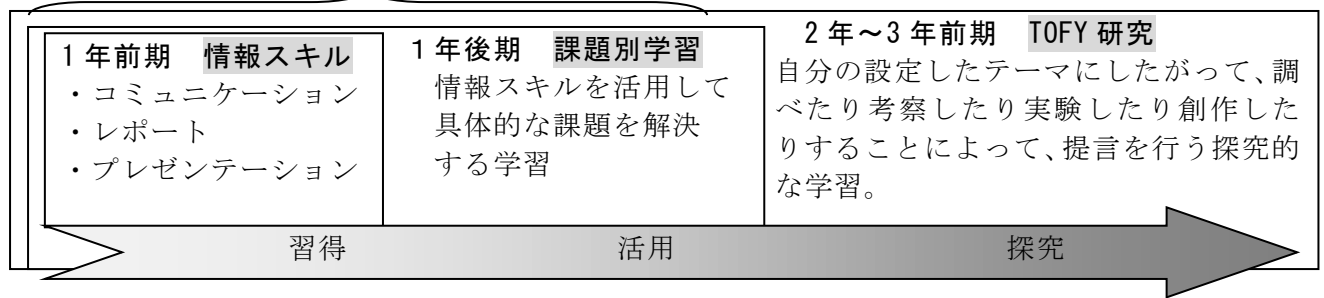 1年前期 情報スキル
・コミュニケーション
・レポート
・プレゼンテーション
1年後期 課題別学習
情報スキルを活用して
具体的な課題を解決
する学習
2年～3年前期 TOFY研究
自分の設定したテーマにしたがって、調
べたり考察したり実験したり創作した
りすることによって、提言を行う探究的
な学習。
習得 活用 探究